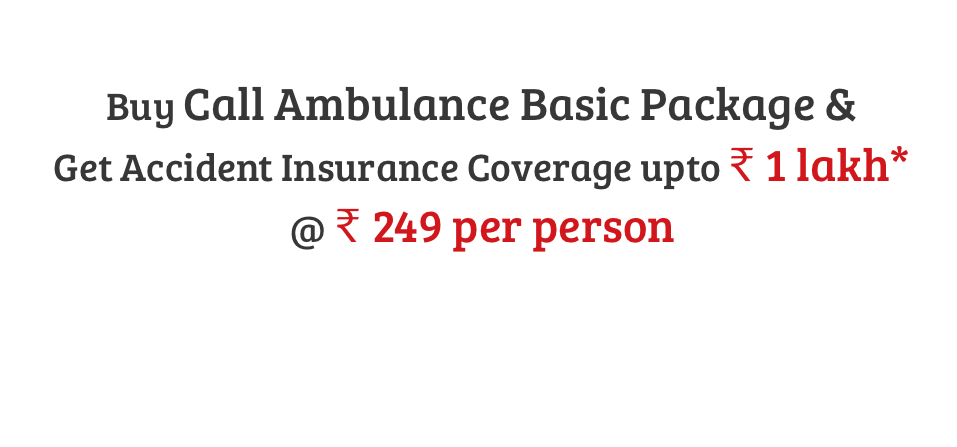 Buy Call Ambulance Basic Package &
Get Accident Insurance Coverage upto ₹ 1 lakh*
@ ₹ 249 per person